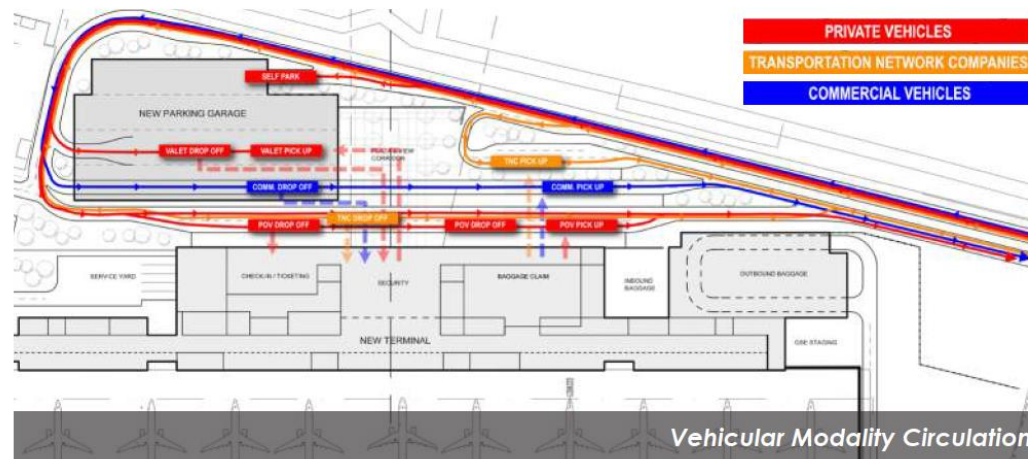 PRIVATE VEHICLES
TRANSPORTATION NETWORK COMPANIES
COMMERCIAL VEHICLES
SELF PARK
NEW PARKING GARAGE
VALET DROP OFF
VALET PICK UP
CORRIDOR
TNC PICK UP
COMM. DROP OFF
COMM. PICK UP
TNC DROP OFF
POV DROP OFF
POV DROP OFF
POV PICK UP
SERVICE YARD
CHECK-IN / TICKETING
SECURITY
BAGGAGE CLAIM
INBOUND
BAGGAGE
OUTBOUND BAGGAGE
NEW TERMINAL
GSE STAGING
Vehicular Modality Circulation